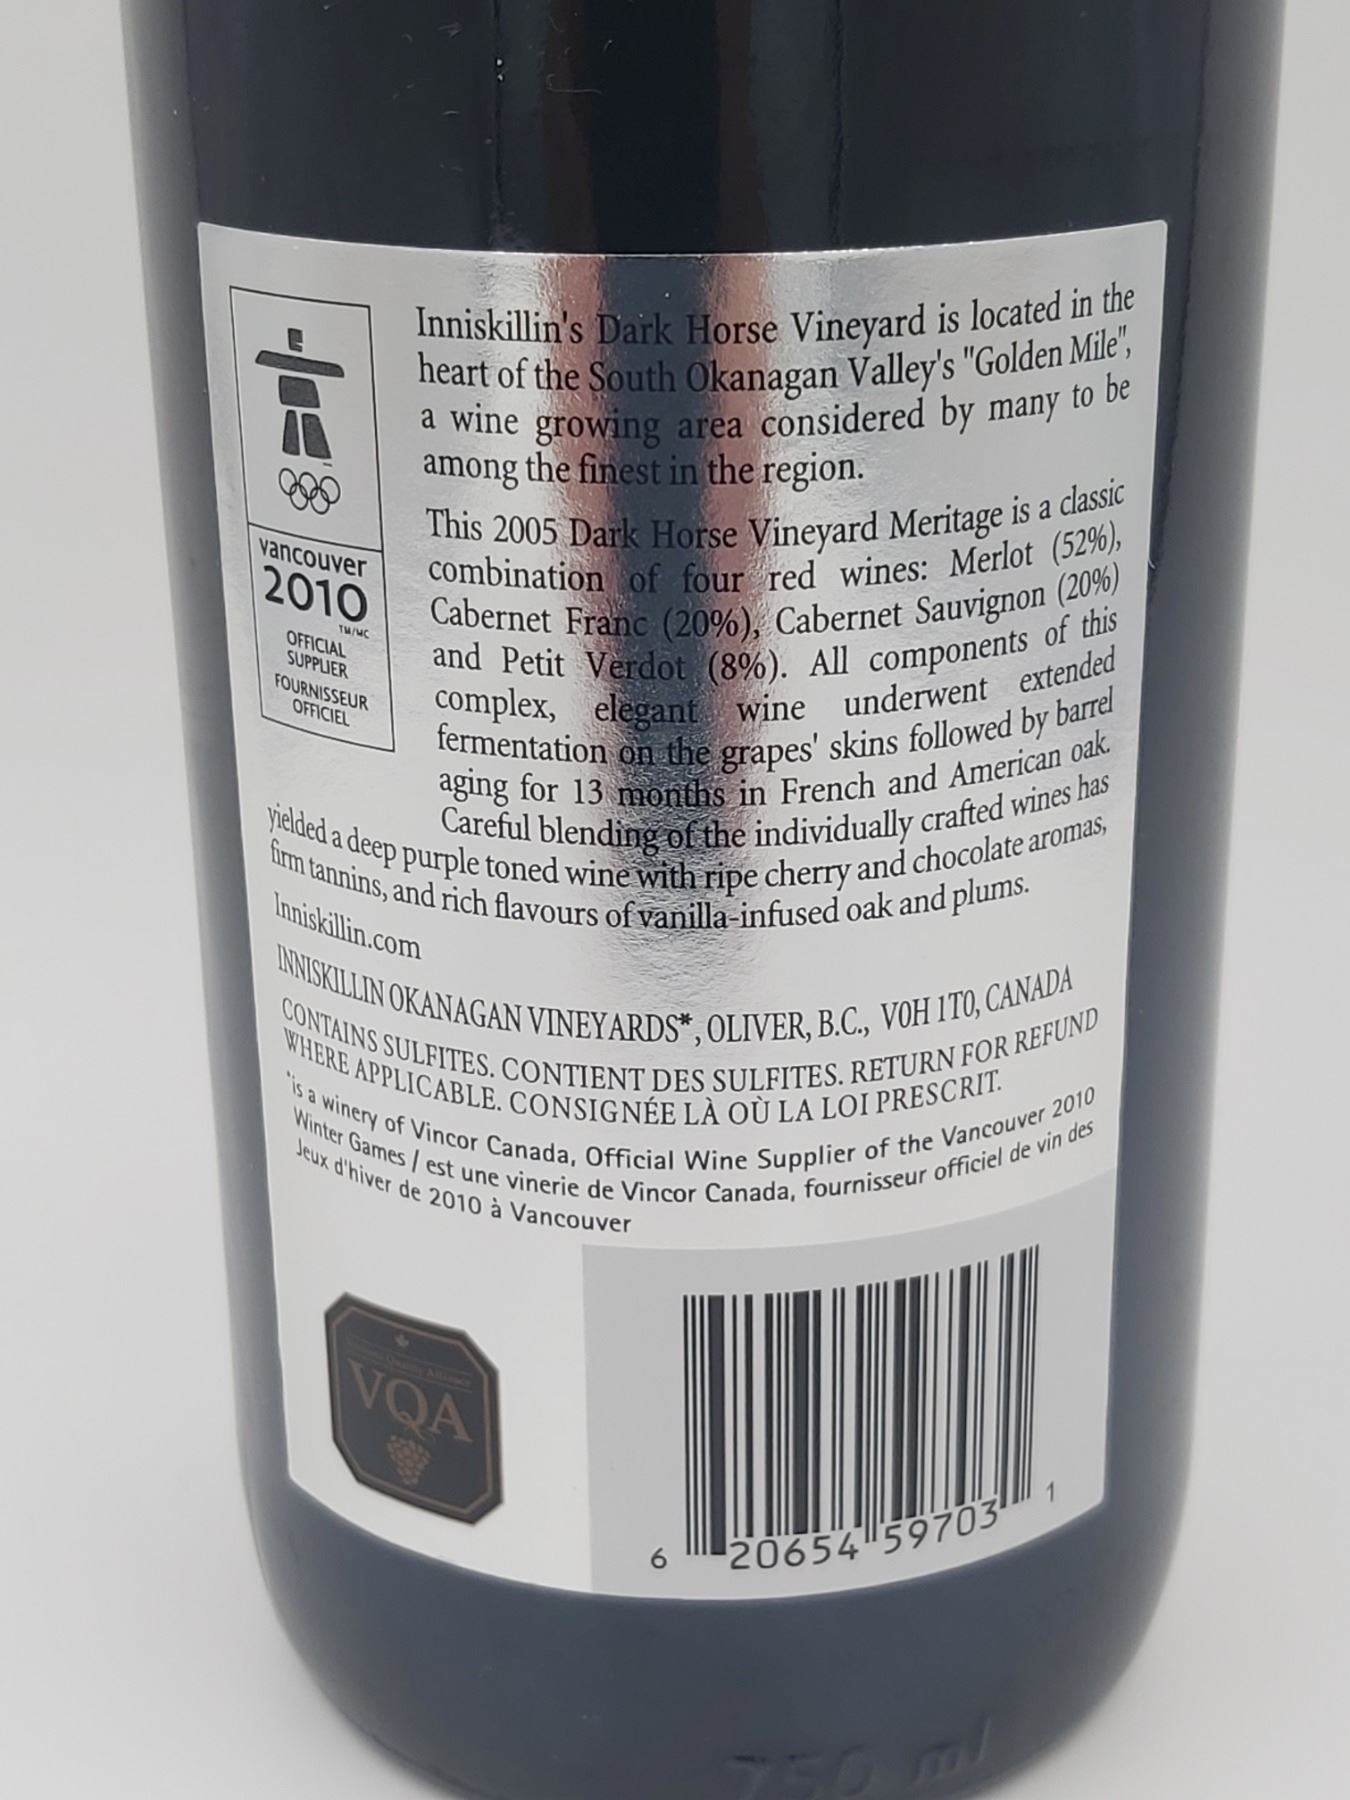 Inniskillin's Dark Horse Vineyard is located in the
heart of the South Okanagan Valley's "Golden Mile",
a wine growing area considered by many to be
among the finest in the region.
This 2005 Dark Horse Vineyard Meritage is a classic
combination of four red wines: Merlot (52%),
Cabernet Franc (20%), Cabernet Sauvignon (20%)
and Petit Verdot (8%). All components of this
complex, elegant wine underwent extended
fermentation on the grapes' skins followed by barrel
aging for 13 months in French and American oak.
Careful blending of the individually crafted wines has
yielded a deep purple toned wine with ripe cherry and chocolate aromas,
firm tannins, and rich flavours of vanilla-infused oak and plums.
vancouver
2010
TM/MC
OFFICIAL
SUPPLIER
FOURNISSEUR
OFFICIEL
Inniskillin.com
INNISKILLIN OKANAGAN VINEYARDS*, OLIVER, B.C., V0H 1T0, CANADA
CONTAINS SULFITES. CONTIENT DES SULFITES. RETURN FOR REFUND
WHERE APPLICABLE. CONSIGNÉE LÀ OÙ LA LOI PRESCRIT.
*is a winery of Vincor Canada, Official Wine Supplier of the Vancouver 2010
Winter Games / est une vinerie de Vincor Canada, fournisseur officiel de vin des
Jeux d'hiver de 2010 à Vancouver
Quality Alliance
VQA
6 20654 59703 1
750 ml